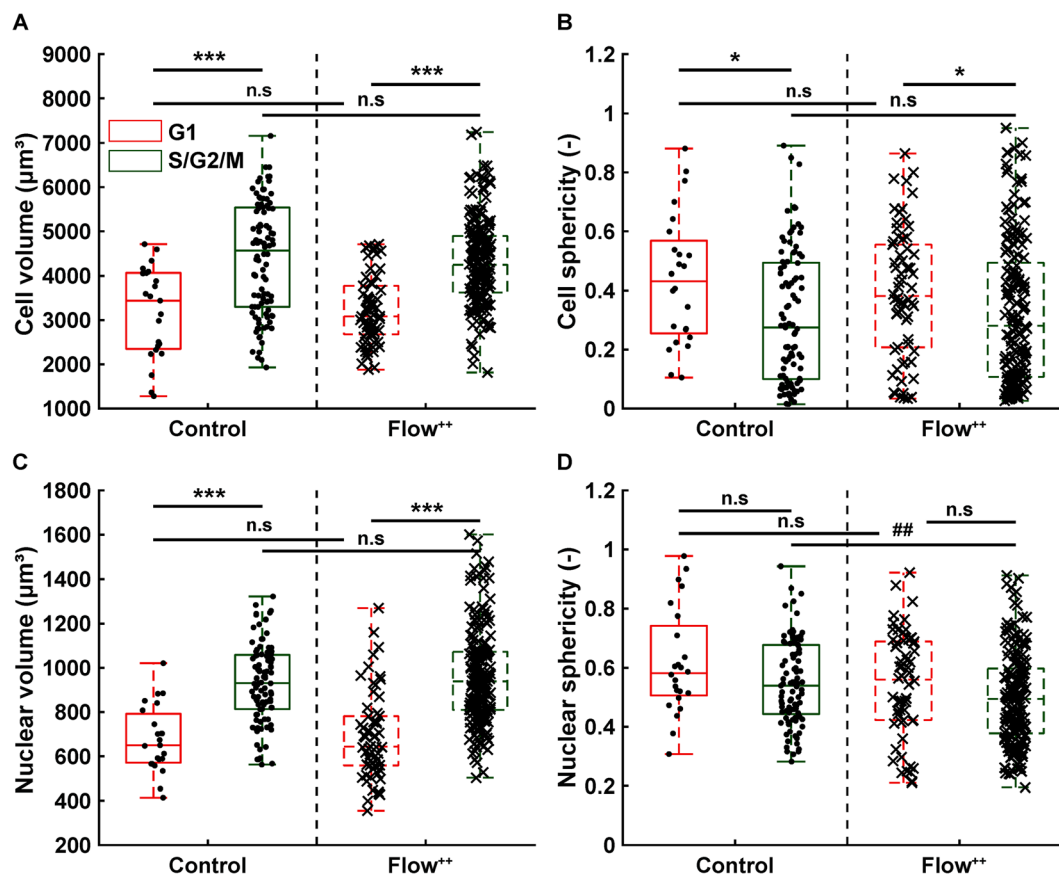 A
Cell volume (µm³)
9000
8000
7000
6000
5000
4000
3000
2000
1000
***
***
n.s
n.s
G1
S/G2/M
Control
Flow⁺⁺
B
Cell sphericity (-)
1.2
1
0.8
0.6
0.4
0.2
0
*
*
n.s
n.s
Control
Flow⁺⁺
C
Nuclear volume (µm³)
1800
1600
1400
1200
1000
800
600
400
200
***
***
n.s
n.s
Control
Flow⁺⁺
D
Nuclear sphericity (-)
1.2
1
0.8
0.6
0.4
0.2
0
n.s
n.s
n.s
##
Control
Flow⁺⁺